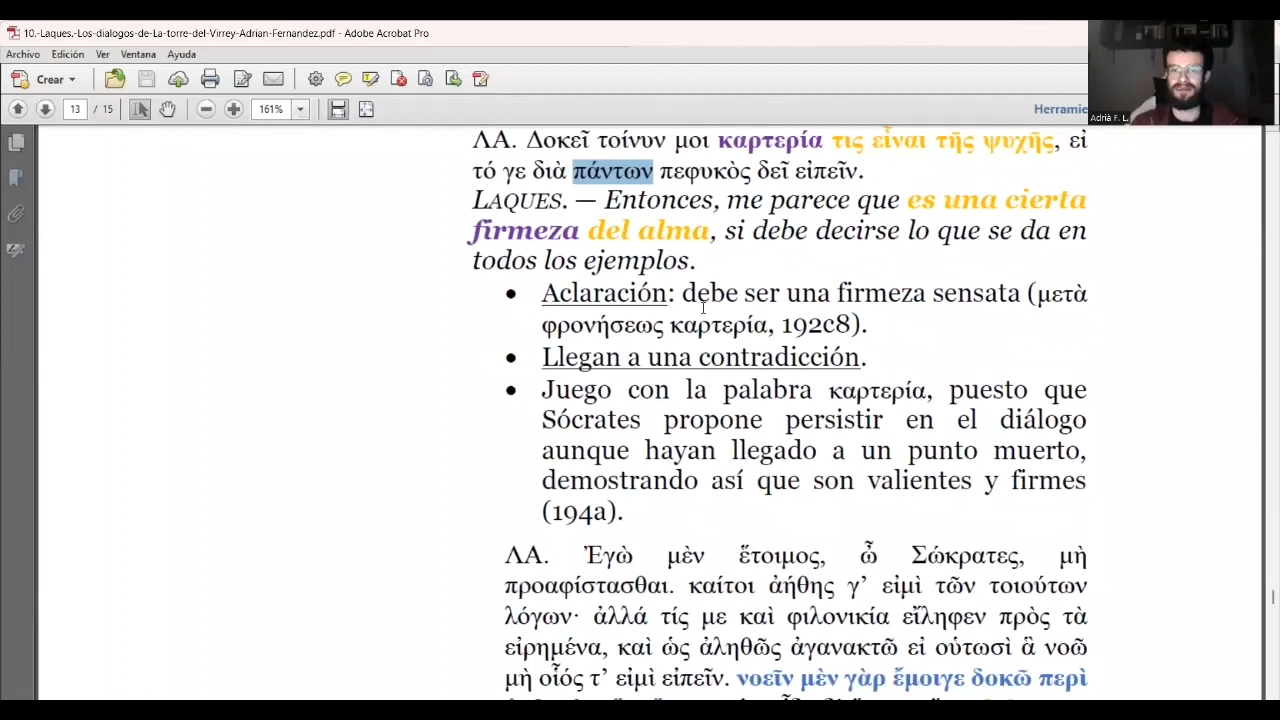 10.-Laques.-Los-dialogos-de-La-torre-del-Virrey-Adrian-Fernandez.pdf - Adobe Acrobat Pro
Archivo Edición Ver Ventana Ayuda
Crear
13 / 15 161% Herramie
Adrià F. L.
ΛΑ. Δοκεῖ τοίνυν μοι καρτερία τις εἶναι τῆς ψυχῆς, εἰ
τό γε διὰ πάντων πεφυκὸς δεῖ εἰπεῖν.
LAQUES. — Entonces, me parece que es una cierta
firmeza del alma, si debe decirse lo que se da en
todos los ejemplos.
• Aclaración: debe ser una firmeza sensata (μετὰ
φρονήσεως καρτερία, 192c8).
• Llegan a una contradicción.
• Juego con la palabra καρτερία, puesto que
Sócrates propone persistir en el diálogo
aunque hayan llegado a un punto muerto,
demostrando así que son valientes y firmes
(194a).
ΛΑ. Ἐγὼ μὲν ἕτοιμος, ὦ Σώκρατες, μὴ
προαφίστασθαι. καίτοι ἀήθης γ’ εἰμὶ τῶν τοιούτων
λόγων· ἀλλά τίς με καὶ φιλονικία εἴληφεν πρὸς τὰ
εἰρημένα, καὶ ὡς ἀληθῶς ἀγανακτῶ εἰ οὑτωσὶ ἃ νοῶ
μὴ οἷός τ’ εἰμὶ εἰπεῖν. νοεῖν μὲν γὰρ ἔμοιγε δοκῶ περὶ